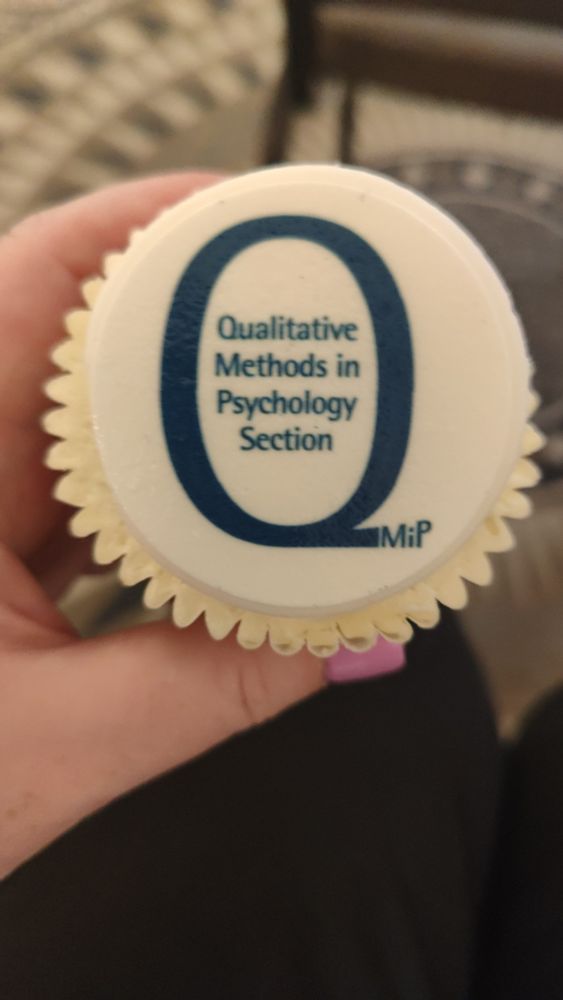 Qualitative
Methods in
Psychology
Section
QMiP